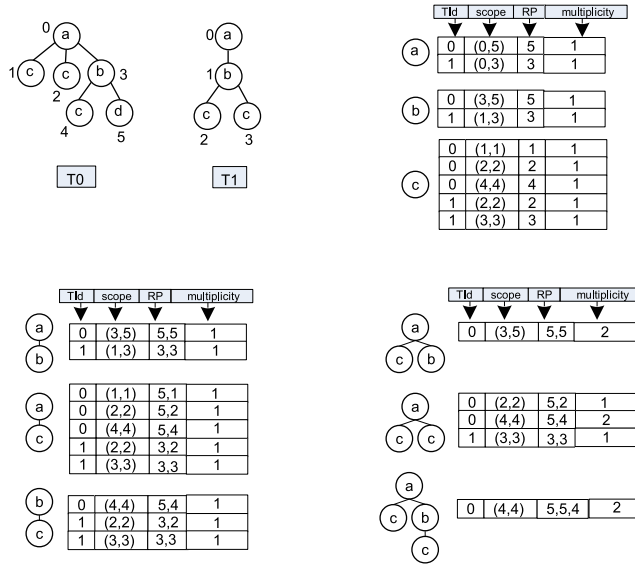 0 a
1 c c b 3
2
c d
4 5
T0
0 a
1 b
c c
2 3
T1
TId scope RP multiplicity
a
0 (0,5) 5 1
1 (0,3) 3 1
b
0 (3,5) 5 1
1 (1,3) 3 1
c
0 (1,1) 1 1
0 (2,2) 2 1
0 (4,4) 4 1
1 (2,2) 2 1
1 (3,3) 3 1
TId scope RP multiplicity
a
b
0 (3,5) 5,5 1
1 (1,3) 3,3 1
a
c
0 (1,1) 5,1 1
0 (2,2) 5,2 1
0 (4,4) 5,4 1
1 (2,2) 3,2 1
1 (3,3) 3,3 1
b
c
0 (4,4) 5,4 1
1 (2,2) 3,2 1
1 (3,3) 3,3 1
TId scope RP multiplicity
a
c b
0 (3,5) 5,5 2
a
c c
0 (2,2) 5,2 1
0 (4,4) 5,4 2
1 (3,3) 3,3 1
a
c b
c
0 (4,4) 5,5,4 2